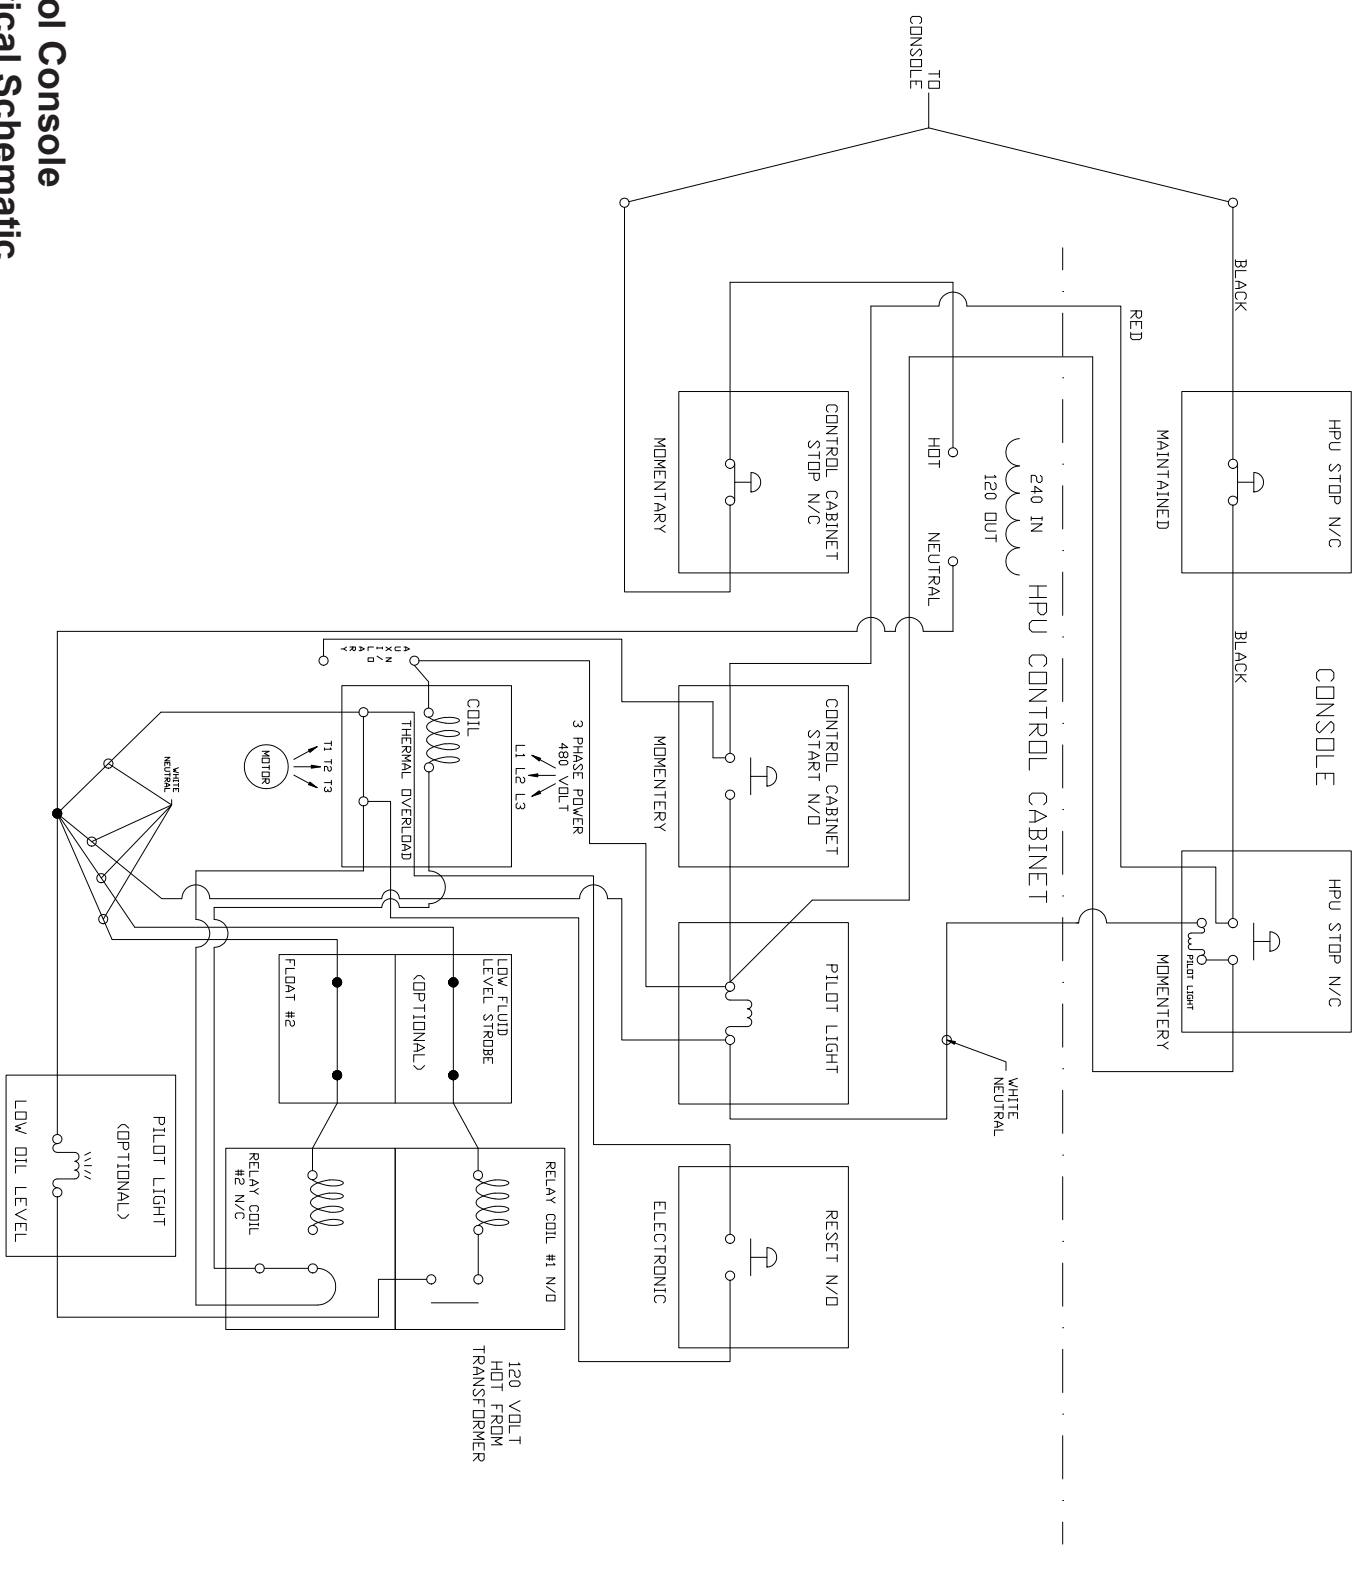 ol Console
ical Schematic
TO
CONSOLE
BLACK
RED
HPU STOP N/C
MAINTAINED
BLACK
CONSOLE
HPU STOP N/C
PILOT LIGHT
MOMENTERY
CONTROL CABINET
STOP N/C
MOMENTARY
HOT
NEUTRAL
240 IN
120 OUT
HPU CONTROL CABINET
CONTROL CABINET
START N/O
MOMENTERY
PILOT LIGHT
WHITE
NEUTRAL
RESET N/O
ELECTRONIC
AUXILARY
N/O
COIL
THERMAL OVERLOAD
3 PHASE POWER
480 VOLT
L1 L2 L3
T1 T2 T3
MOTOR
WHITE
NEUTRAL
LOW FLUID
LEVEL STROBE
(OPTIONAL)
FLOAT #2
RELAY COIL #1 N/O
RELAY COIL
#2 N/C
120 VOLT
HOT FROM
TRANSFORMER
PILOT LIGHT
(OPTIONAL)
LOW OIL LEVEL